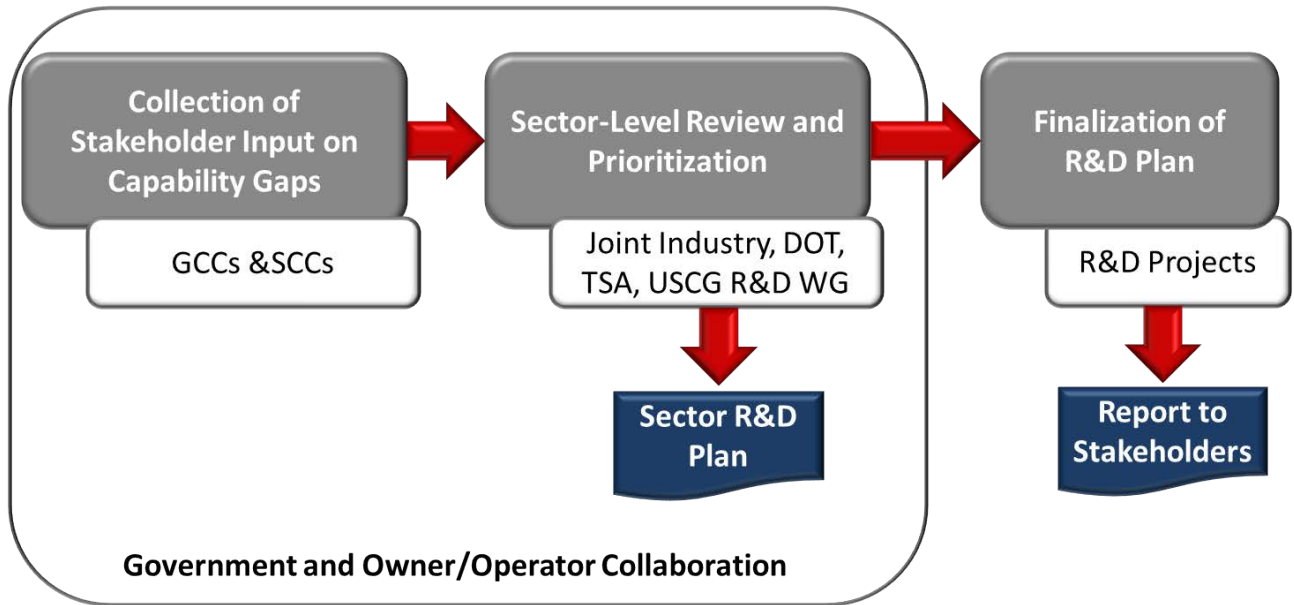 Collection of
Stakeholder Input on
Capability Gaps
GCCs &SCCs
Sector-Level Review and
Prioritization
Joint Industry, DOT,
TSA, USCG R&D WG
Sector R&D
Plan
Finalization of
R&D Plan
R&D Projects
Report to
Stakeholders
Government and Owner/Operator Collaboration